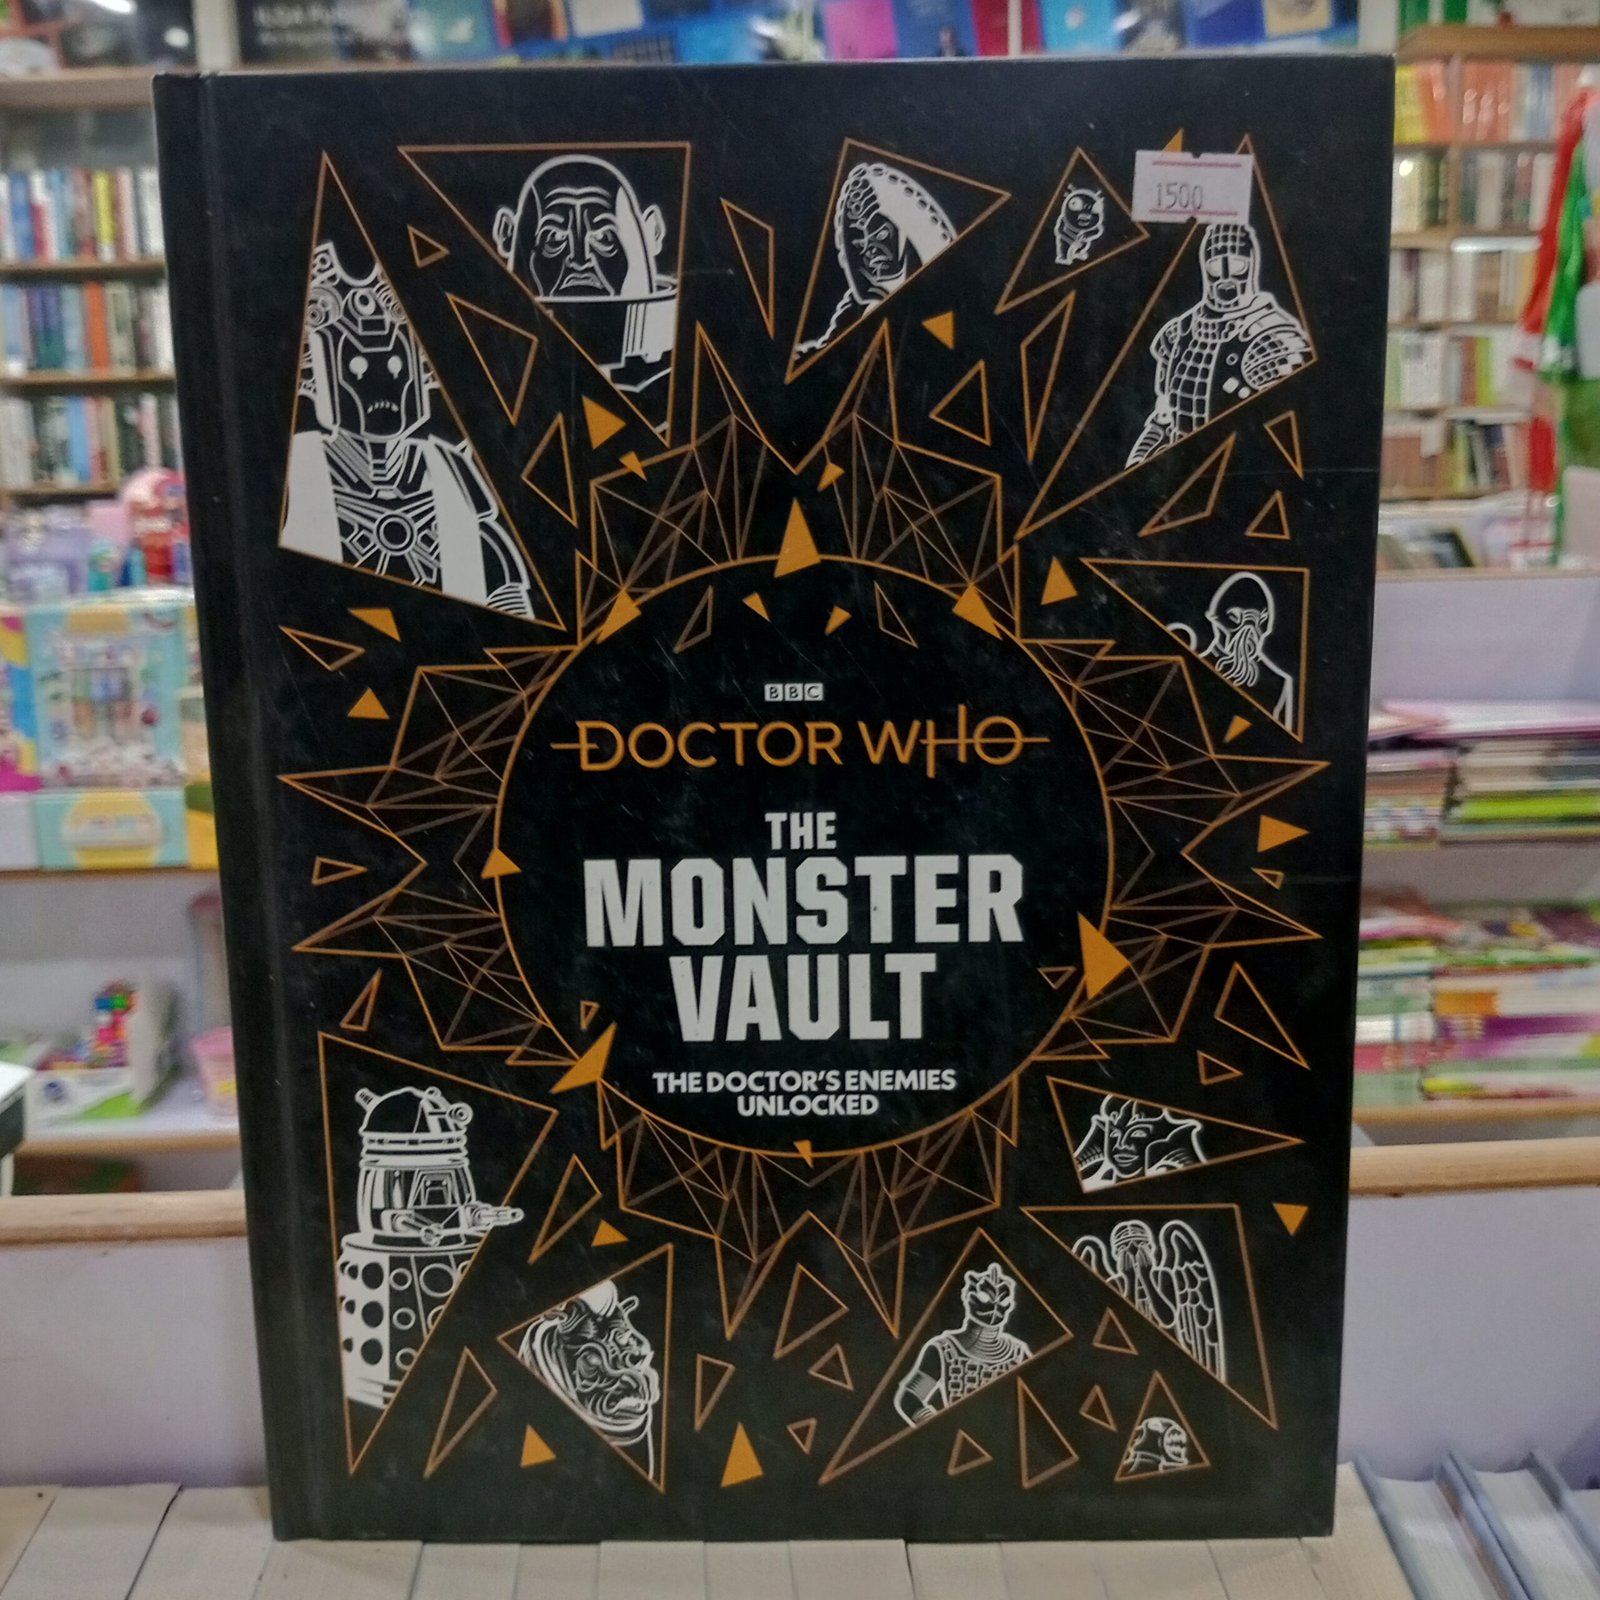 1500
BBC
DOCTOR WHO
THE
MONSTER
VAULT
THE DOCTOR'S ENEMIES
UNLOCKED